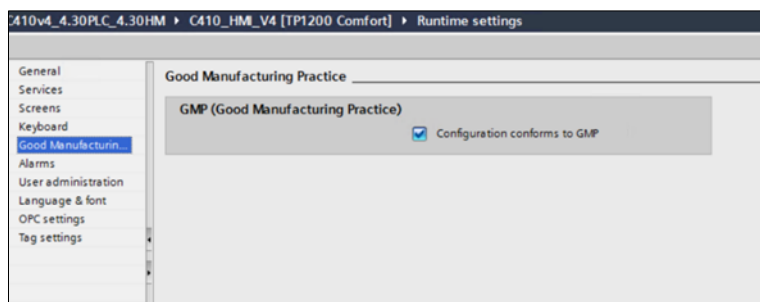 C410v4_4.30PLC_4.30HM ▸ C410_HMI_V4 [TP1200 Comfort] ▸ Runtime settings
General
Services
Screens
Keyboard
Good Manufacturin...
Alarms
User administration
Language & font
OPC settings
Tag settings
Good Manufacturing Practice
GMP (Good Manufacturing Practice)
Configuration conforms to GMP